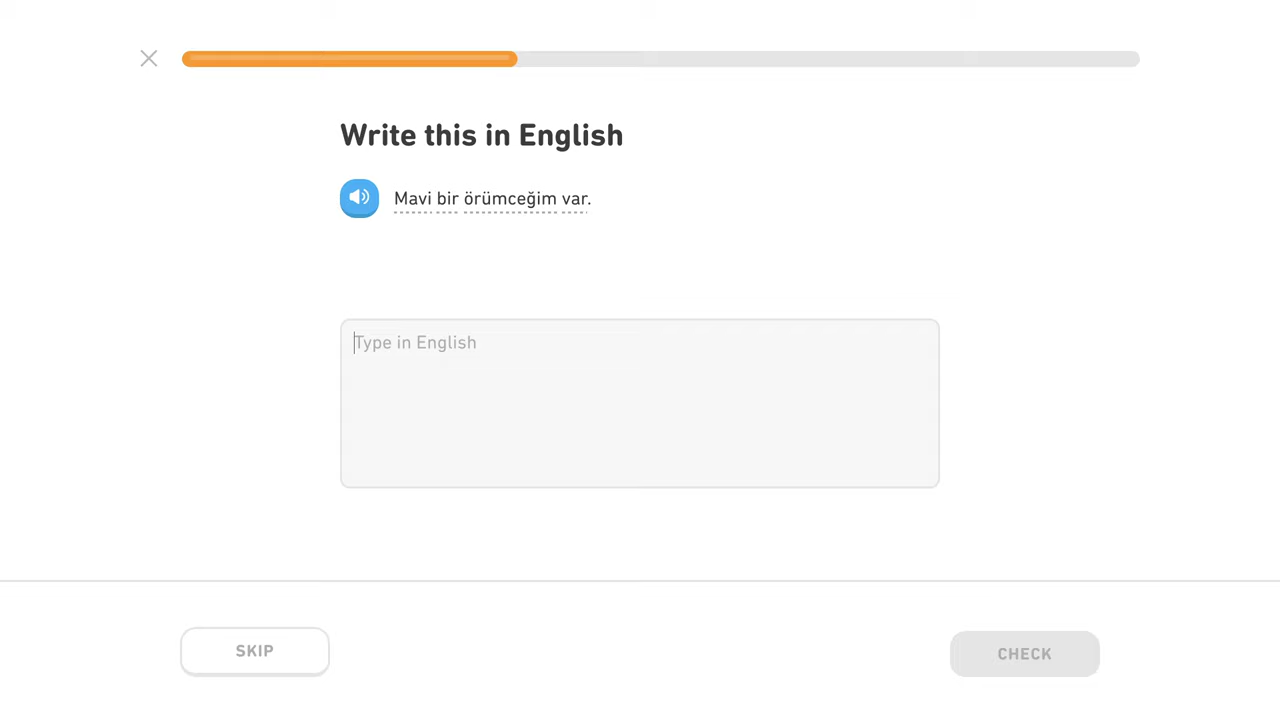 Write this in English
Mavi bir örümceğim var.
Type in English
SKIP
CHECK